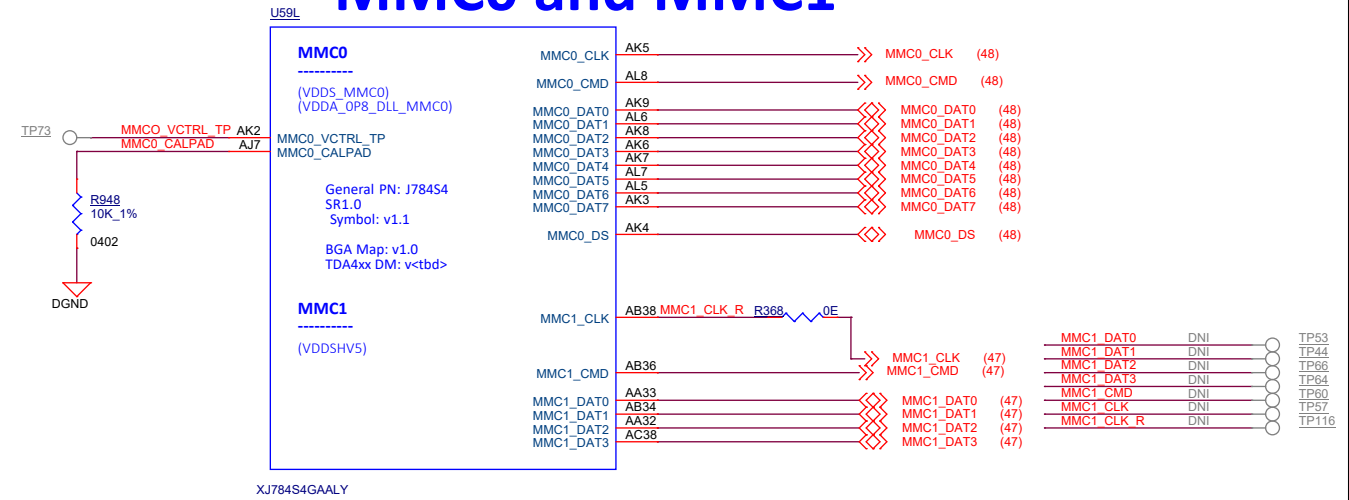 MMC0 and MMC1
U59L
MMC0
----------
(VDDS_MMC0)
(VDDA_0P8_DLL_MMC0)
TP73
MMCO_VCTRL_TP AK2 MMC0_VCTRL_TP
MMC0_CALPAD AJ7 MMC0_CALPAD
R948
10K_1%
0402
DGND
General PN: J784S4
SR1.0
Symbol: v1.1
BGA Map: v1.0
TDA4xx DM: v<tbd>
MMC1
----------
(VDDSHV5)
MMC0_CLK AK5 MMC0_CLK (48)
MMC0_CMD AL8 MMC0_CMD (48)
MMC0_DAT0 AK9 MMC0_DAT0 (48)
MMC0_DAT1 AL6 MMC0_DAT1 (48)
MMC0_DAT2 AK8 MMC0_DAT2 (48)
MMC0_DAT3 AK6 MMC0_DAT3 (48)
MMC0_DAT4 AK7 MMC0_DAT4 (48)
MMC0_DAT5 AL7 MMC0_DAT5 (48)
MMC0_DAT6 AL5 MMC0_DAT6 (48)
MMC0_DAT7 AK3 MMC0_DAT7 (48)
MMC0_DS AK4 MMC0_DS (48)
MMC1_CLK AB38 MMC1_CLK_R R368 0E
MMC1_CLK (47)
MMC1_CMD AB36 MMC1_CMD (47)
MMC1_DAT0 AA33 MMC1_DAT0 (47)
MMC1_DAT1 AB34 MMC1_DAT1 (47)
MMC1_DAT2 AA32 MMC1_DAT2 (47)
MMC1_DAT3 AC38 MMC1_DAT3 (47)
MMC1_DAT0 DNI TP53
MMC1_DAT1 DNI TP44
MMC1_DAT2 DNI TP66
MMC1_DAT3 DNI TP64
MMC1_CMD DNI TP60
MMC1_CLK DNI TP57
MMC1_CLK_R DNI TP116
XJ784S4GAALY